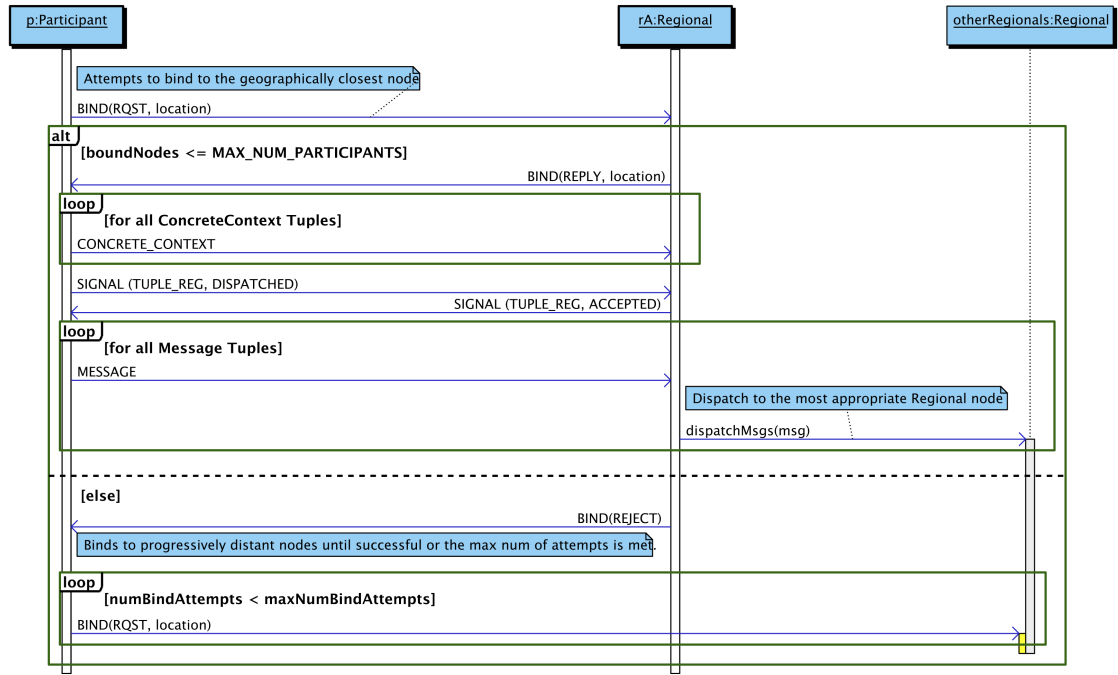 p:Participant
rA:Regional
otherRegionals:Regional
Attempts to bind to the geographically closest node
BIND(RQST, location)
alt
[boundNodes <= MAX_NUM_PARTICIPANTS]
BIND(REPLY, location)
loop
[for all ConcreteContext Tuples]
CONCRETE_CONTEXT
SIGNAL (TUPLE_REG, DISPATCHED)
SIGNAL (TUPLE_REG, ACCEPTED)
loop
[for all Message Tuples]
MESSAGE
Dispatch to the most appropriate Regional node
dispatchMsgs(msg)
[else]
BIND(REJECT)
Binds to progressively distant nodes until successful or the max num of attempts is met.
loop
[numBindAttempts < maxNumBindAttempts]
BIND(RQST, location)